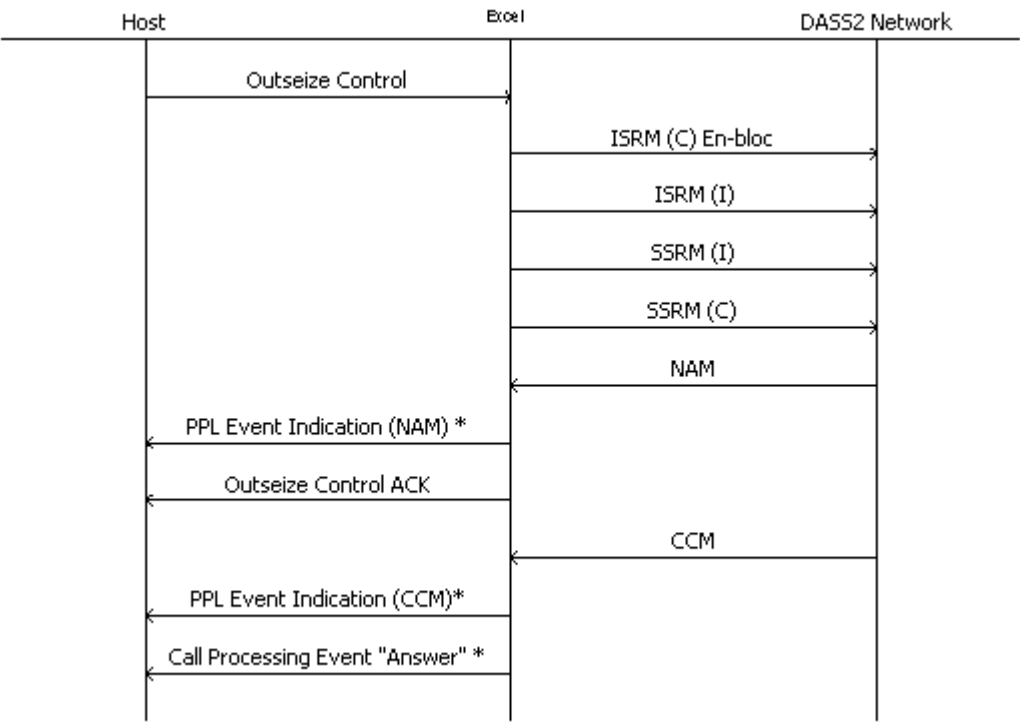 Host
Excel
DASS2 Network
Outseize Control
ISRM (C) En-bloc
ISRM (I)
SSRM (I)
SSRM (C)
NAM
PPL Event Indication (NAM) *
Outseize Control ACK
CCM
PPL Event Indication (CCM)*
Call Processing Event "Answer" *